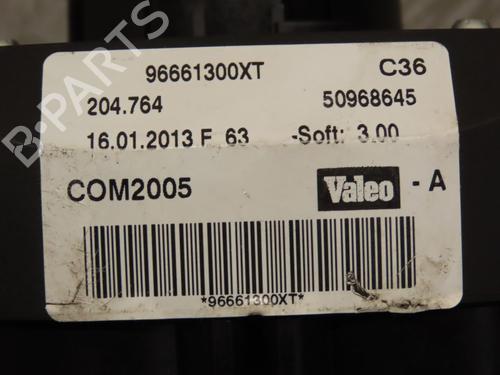 96661300XT C36
204.764 50968645
16.01.2013 F 63 -Soft: 3.00
COM2005 Valeo - A
*96661300XT*
B-PARTS